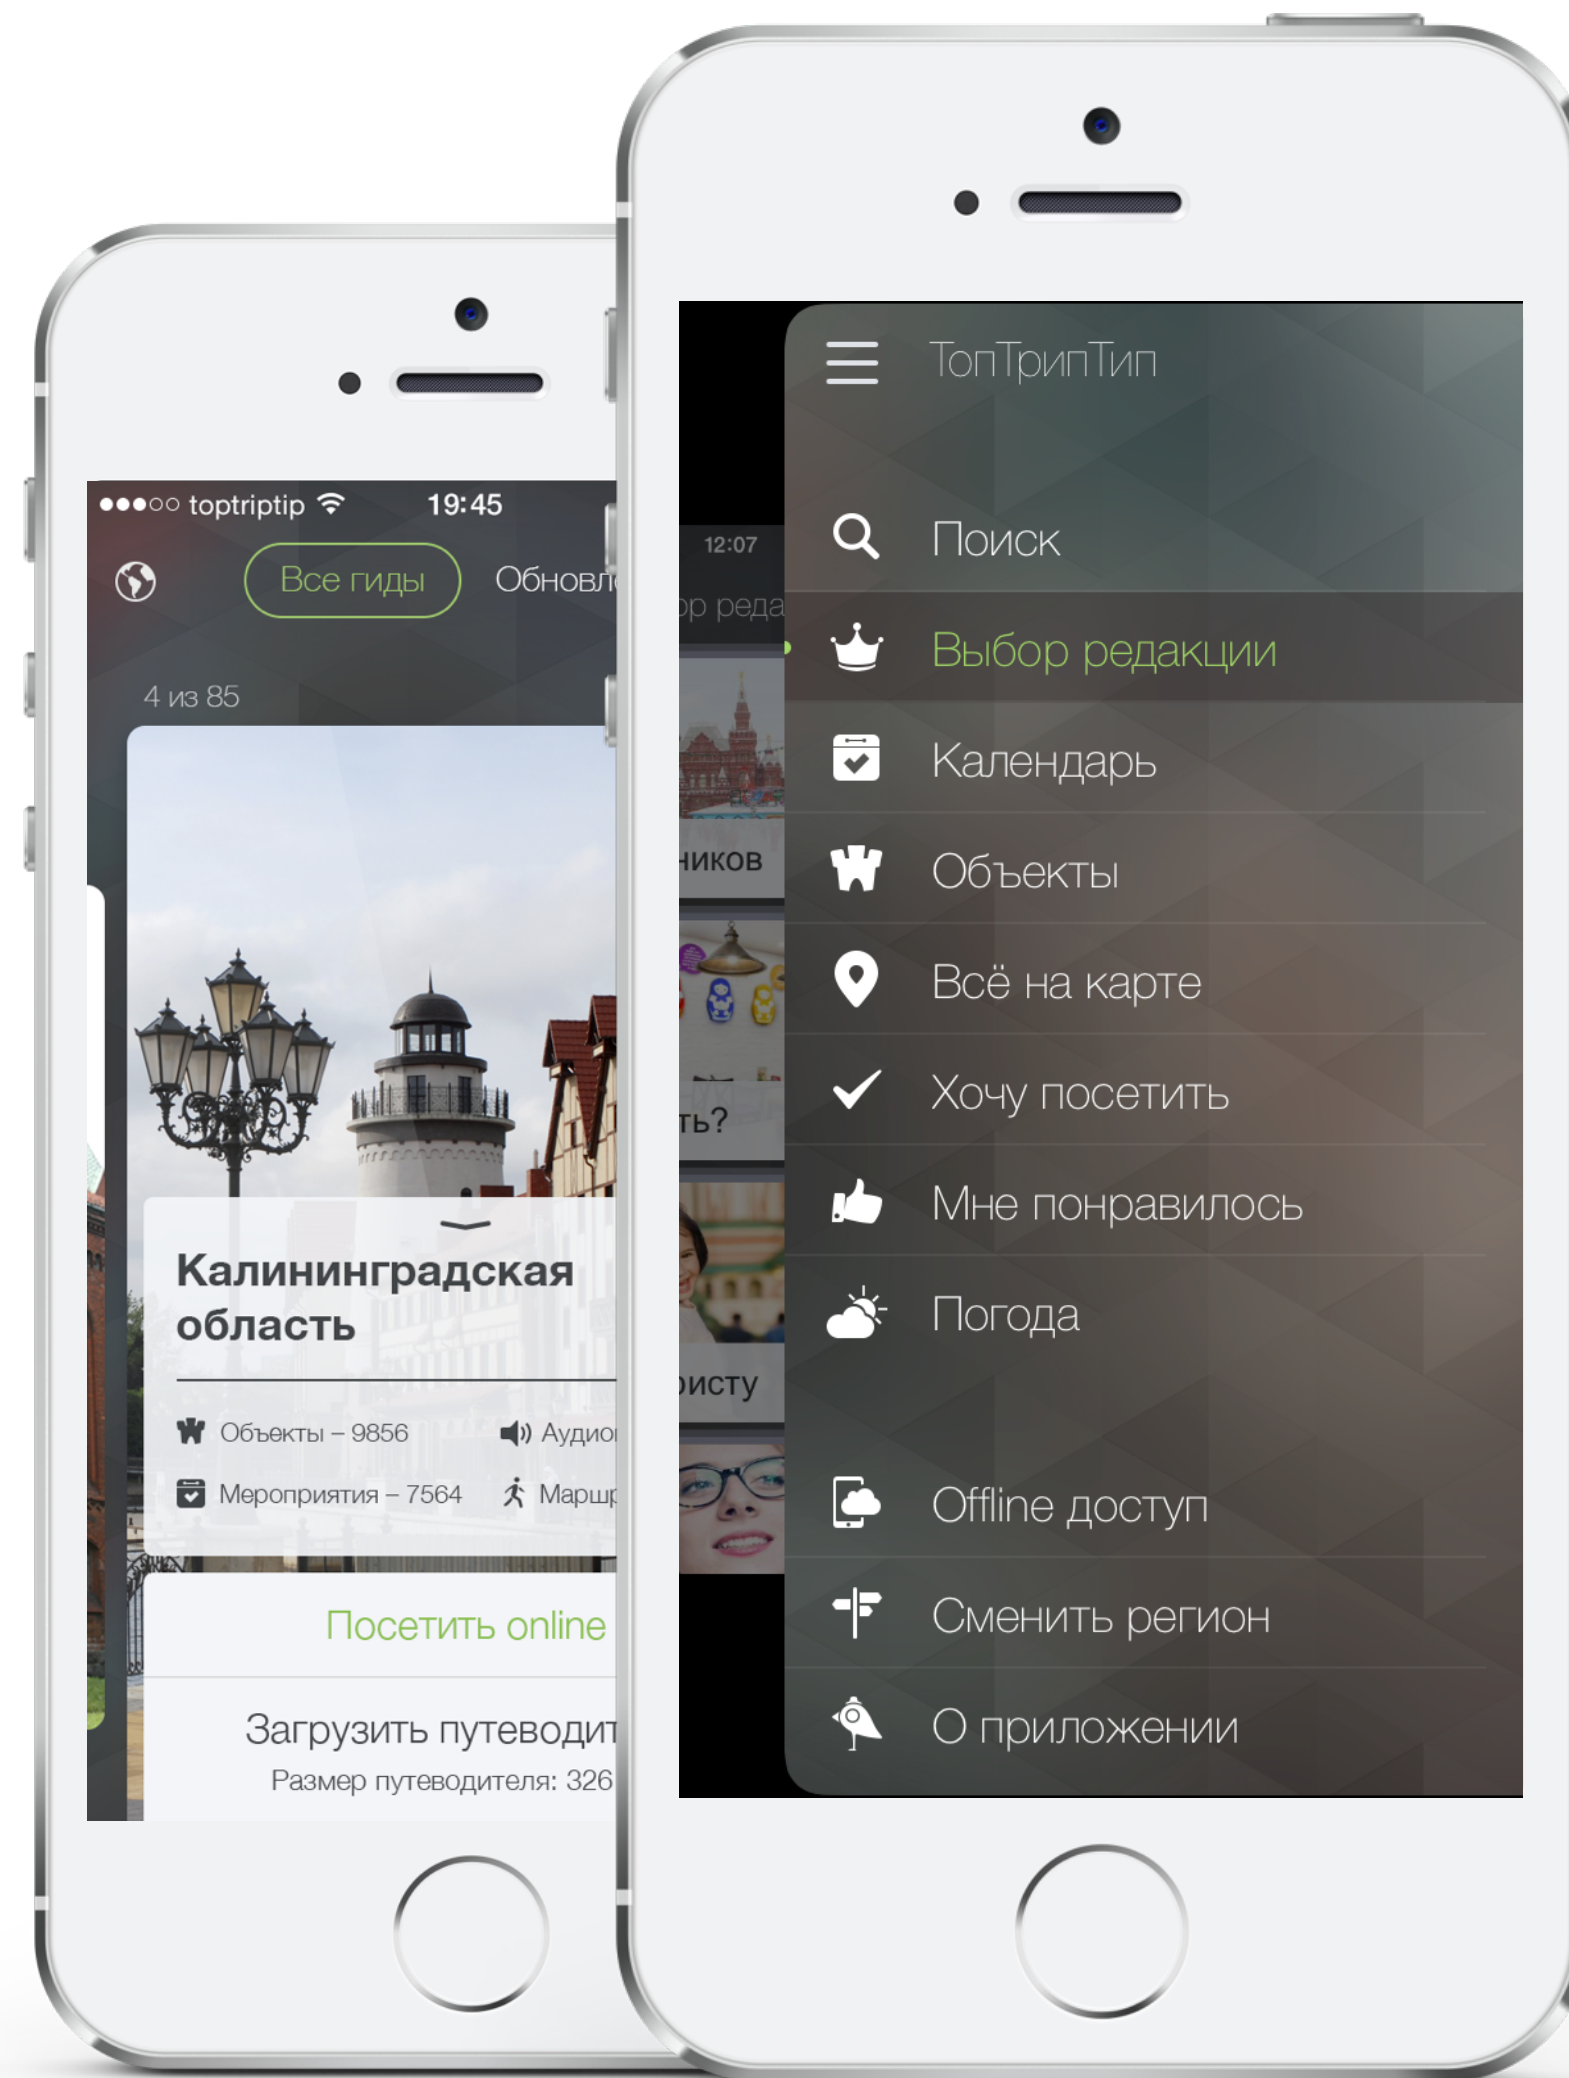 toptriptip 19:45
Все гиды
4 из 85
Калининградская
область
Объекты – 9856
Мероприятия – 7564
Посетить online
Загрузить
Размер путеводителя: 326
12:07
ТопТрипТип
Поиск
Выбор редакции
Календарь
Объекты
Всё на карте
Хочу посетить
Мне понравилось
Погода
Offline доступ
Сменить регион
О приложении